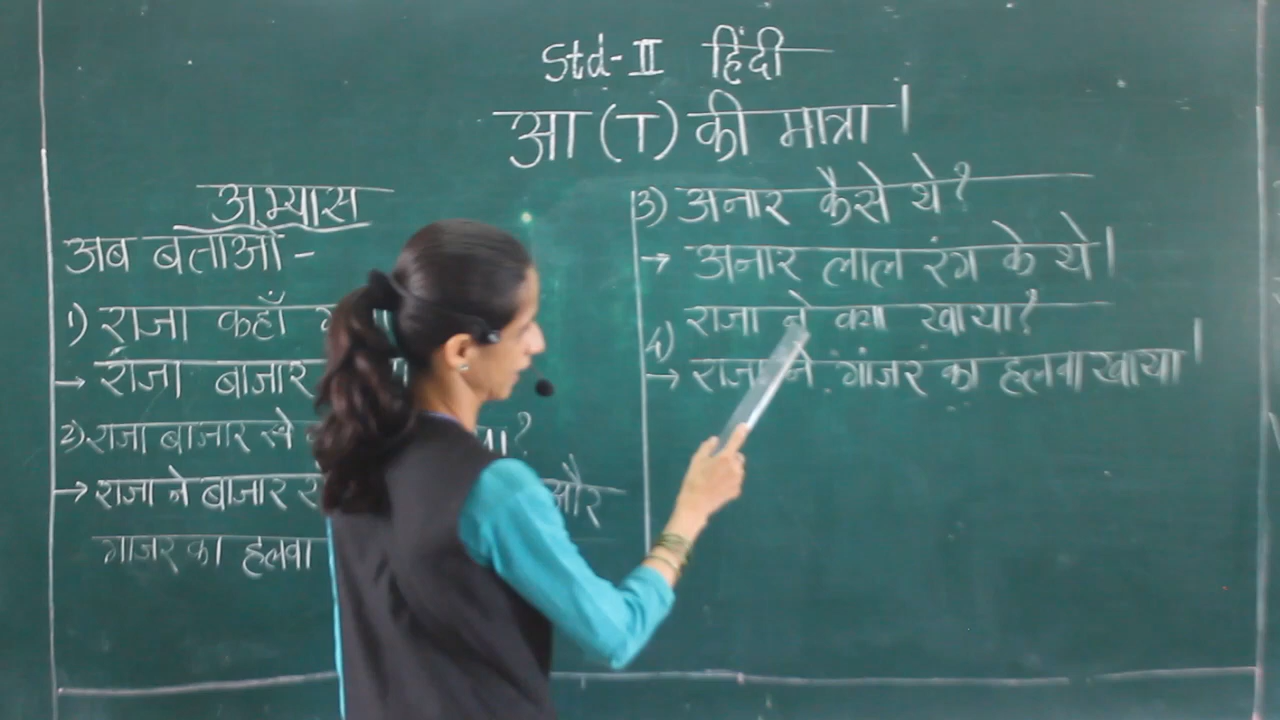 Std-II हिंदी
आ (ा) की मात्रा।
अभ्यास
अब बताओ -
1) राजा कहाँ
→ राजा बाजार
2) राजा बाजार से ?
→ राजा ने बाजार और
गाजर का हलवा
3) अनार कैसे थे?
→ अनार लाल रंग के थे।
4) राजा ने क्या खाया?
→ राजा ने गाजर का हलवा खाया।